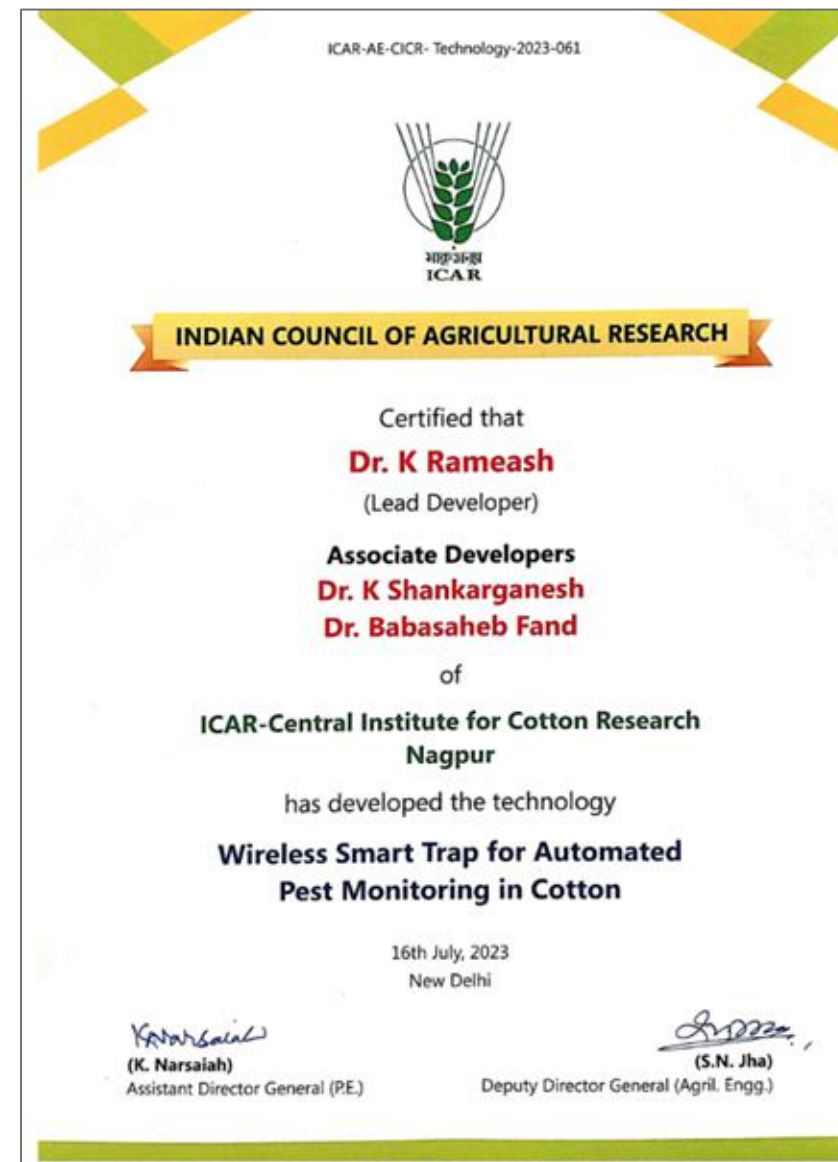 ICAR-AE-CICR- Technology-2023-061
भाकृअनुप
ICAR
INDIAN COUNCIL OF AGRICULTURAL RESEARCH
Certified that
Dr. K Rameash
(Lead Developer)
Associate Developers
Dr. K Shankarganesh
Dr. Babasaheb Fand
of
ICAR-Central Institute for Cotton Research
Nagpur
has developed the technology
Wireless Smart Trap for Automated
Pest Monitoring in Cotton
16th July, 2023
New Delhi
(K. Narsaiah)
Assistant Director General (P.E.)
(S.N. Jha)
Deputy Director General (Agril. Engg.)